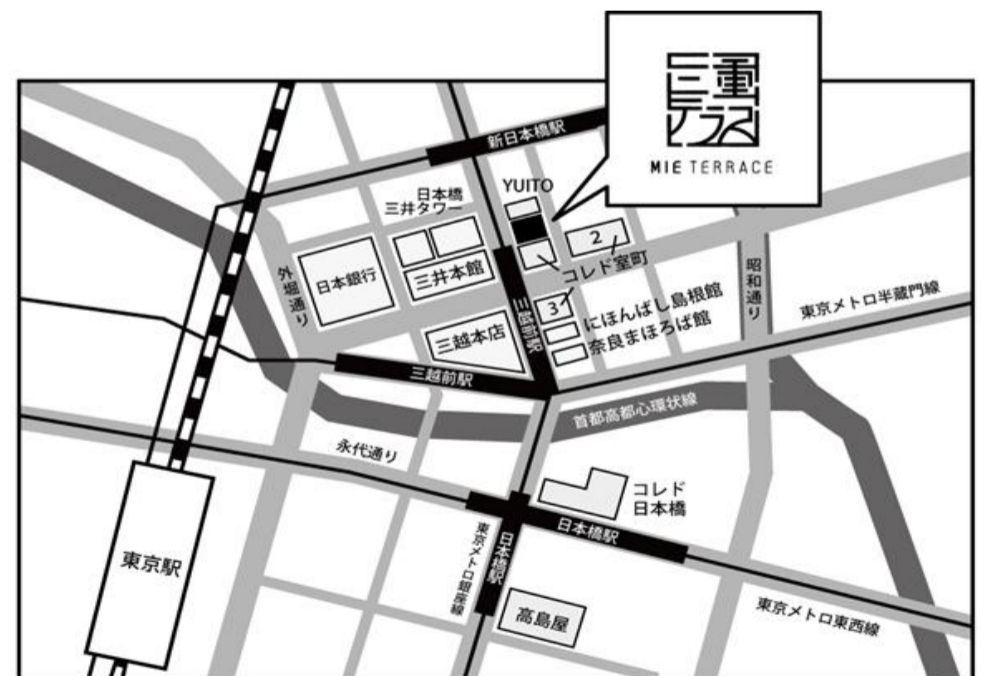 三重
テラス
MIE TERRACE
新日本橋駅
YUITO
日本橋
三井タワー
2
コレド室町
外堀通り
日本銀行
三井本館
昭和通り
3
にほんばし島根館
奈良まほろば館
三越前駅
東京メトロ半蔵門線
三越本店
三越前駅
首都高都心環状線
永代通り
コレド
日本橋
日本橋駅
日本橋駅
東京メトロ銀座線
東京駅
高島屋
東京メトロ東西線